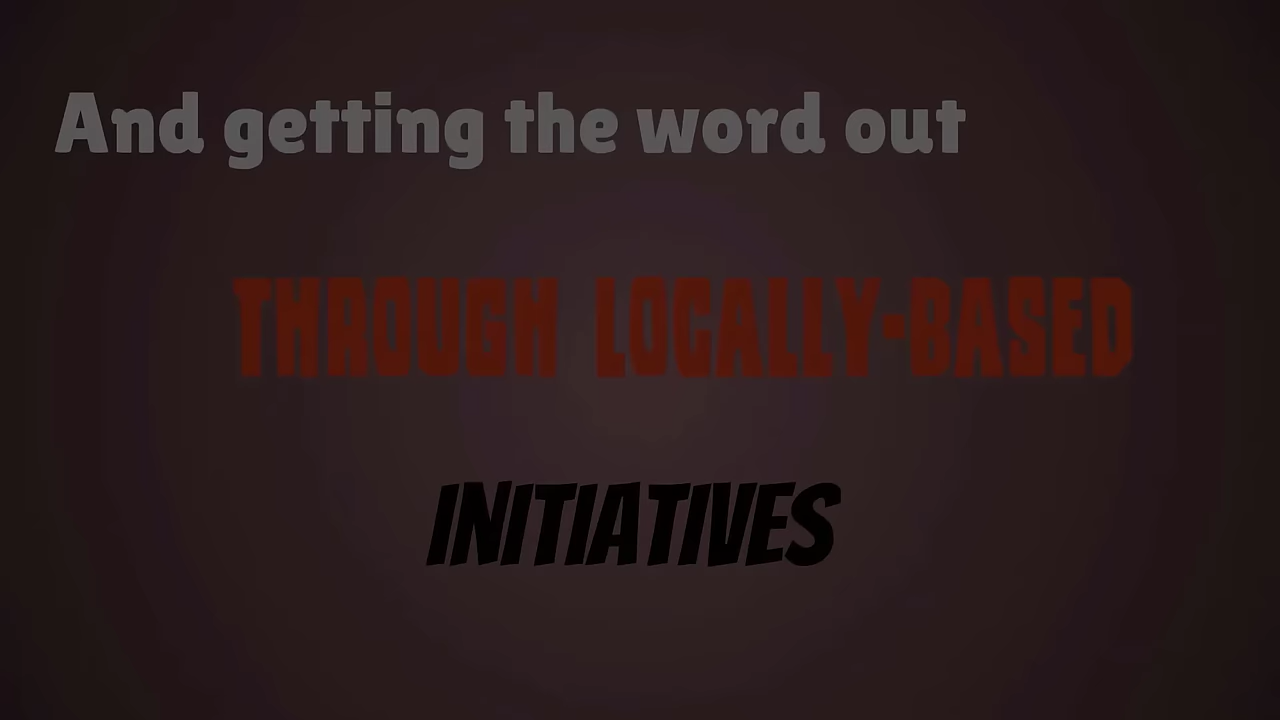 And getting the word out
THROUGH LOCALLY-BASED
INITIATIVES